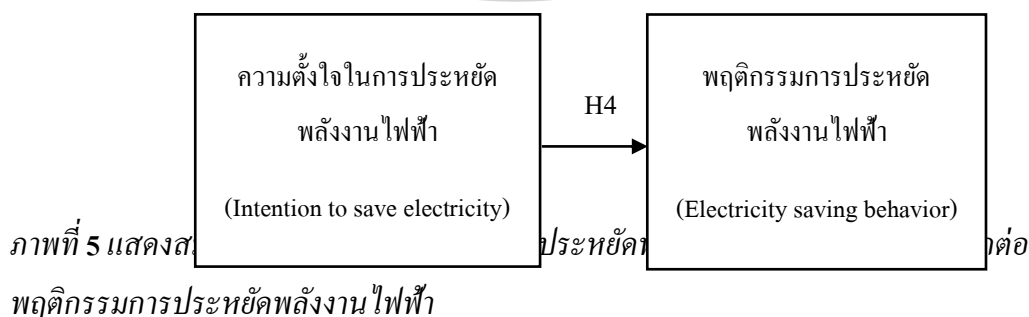 ความตั้งใจในการประหยัด
พลังงานไฟฟ้า
(Intention to save electricity)
H4
พฤติกรรมการประหยัด
พลังงานไฟฟ้า
(Electricity saving behavior)
ภาพที่ 5 แสดง ประหยัด ต่อ
พฤติกรรมการประหยัดพลังงานไฟฟ้า